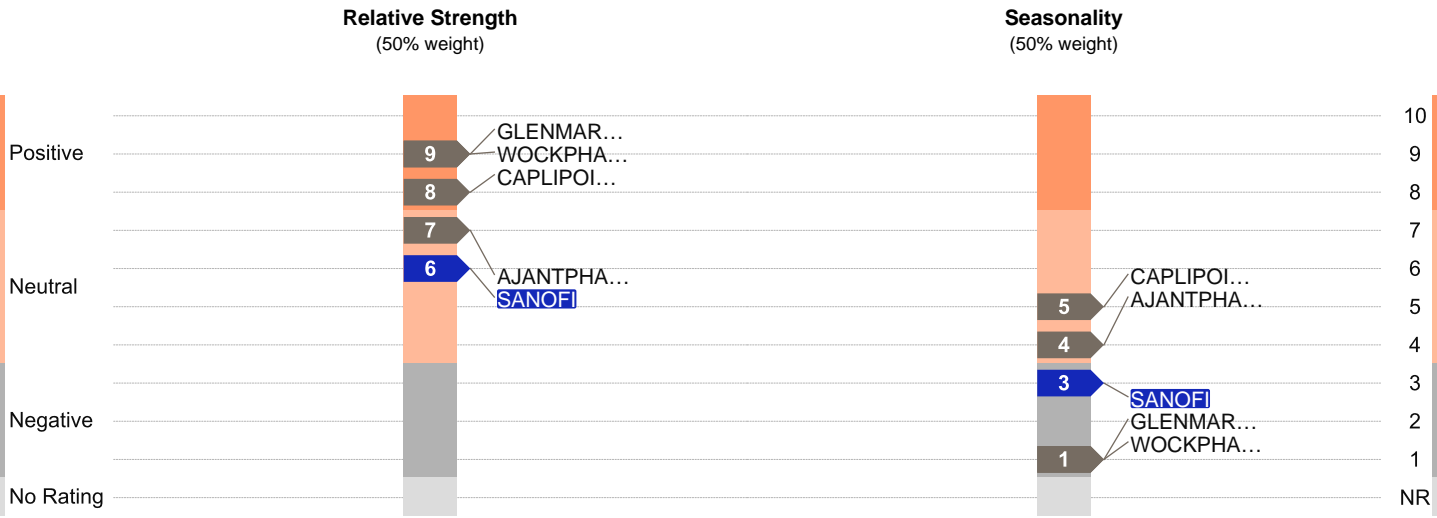 Relative Strength
(50% weight)
Seasonality
(50% weight)
Positive
Neutral
Negative
No Rating
9
8
7
6
GLENMAR…
WOCKPHA…
CAPLIPOI…
AJANTPHA…
SANOFI
5
4
3
1
CAPLIPOI…
AJANTPHA…
SANOFI
GLENMAR…
WOCKPHA…
10
9
8
7
6
5
4
3
2
1
NR